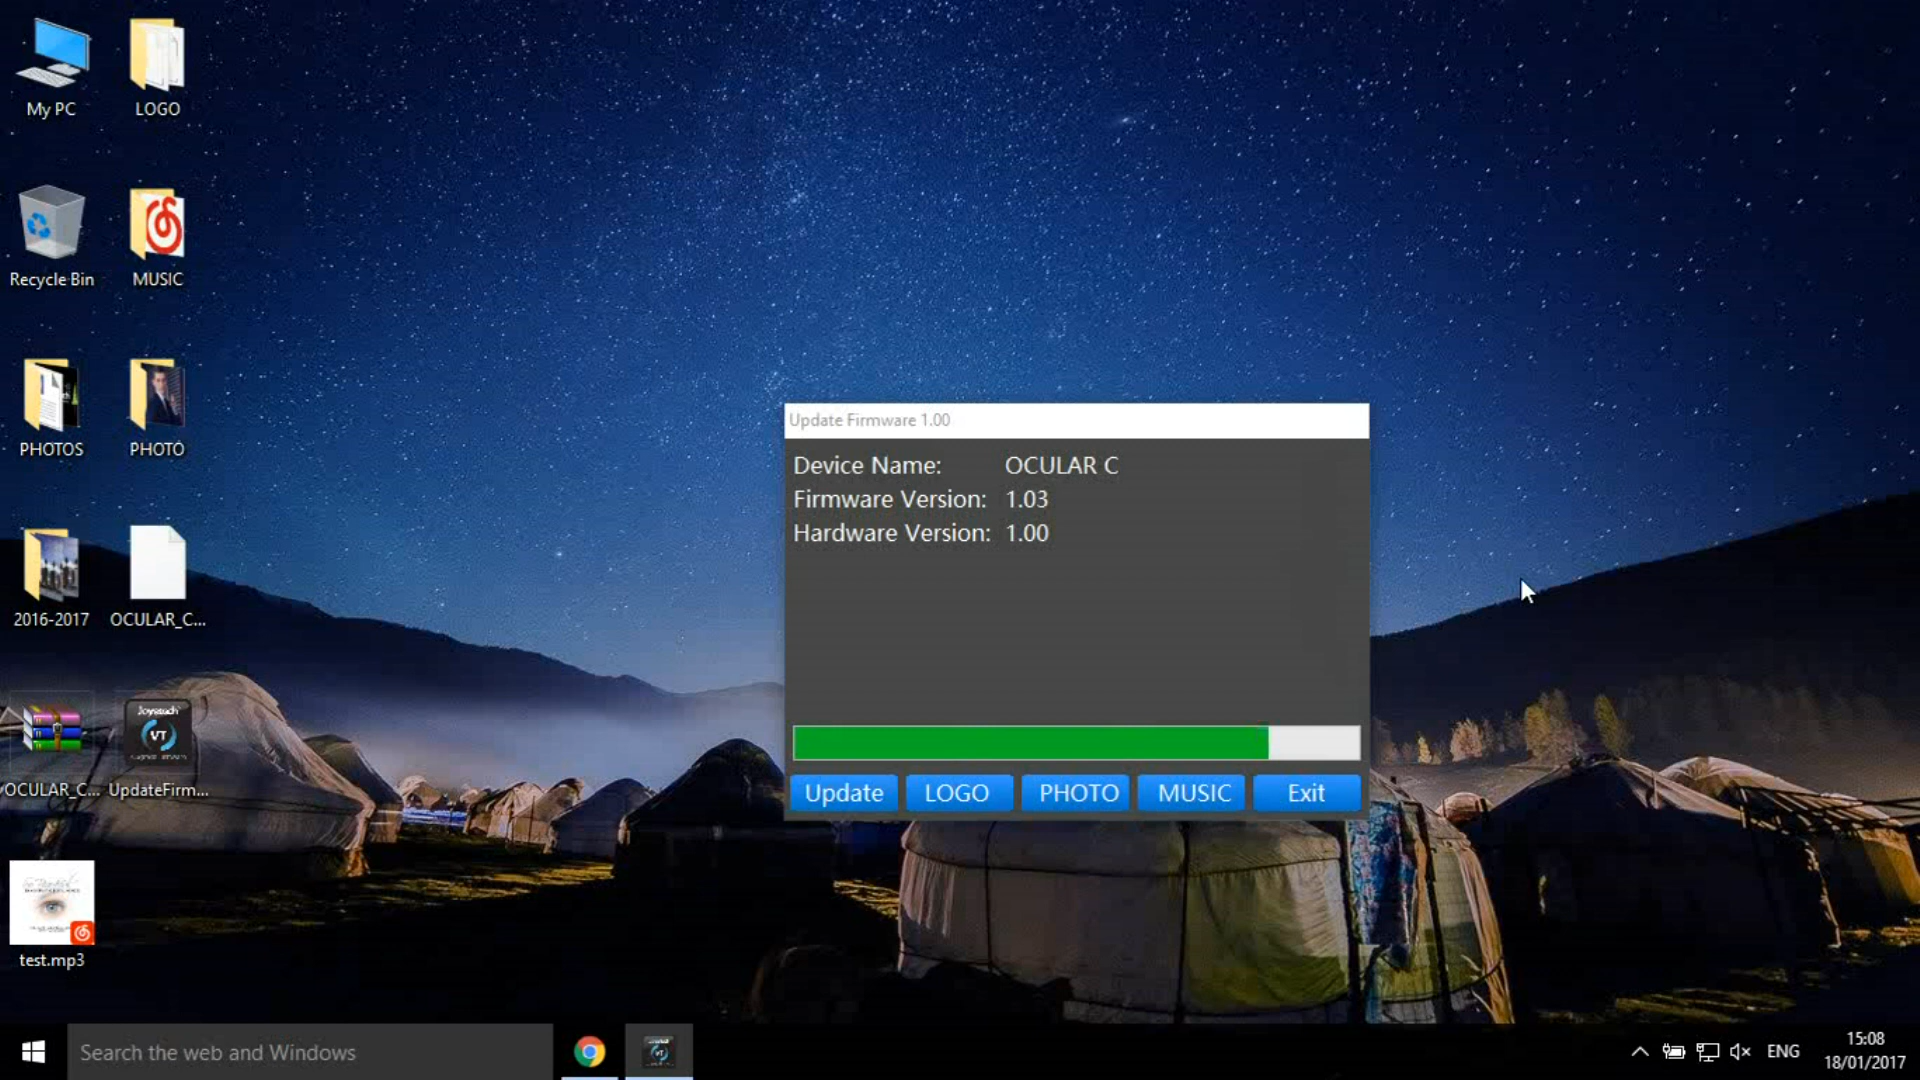 My PC
LOGO
Recycle Bin
MUSIC
PHOTOS
PHOTO
2016-2017
OCULAR_C...
Joyetech
VT
OCULAR_C...
UpdateFirm...
test.mp3
Update Firmware 1.00
Device Name: OCULAR C
Firmware Version: 1.03
Hardware Version: 1.00
Update
LOGO
PHOTO
MUSIC
Exit
Search the web and Windows
ENG
15:08
18/01/2017